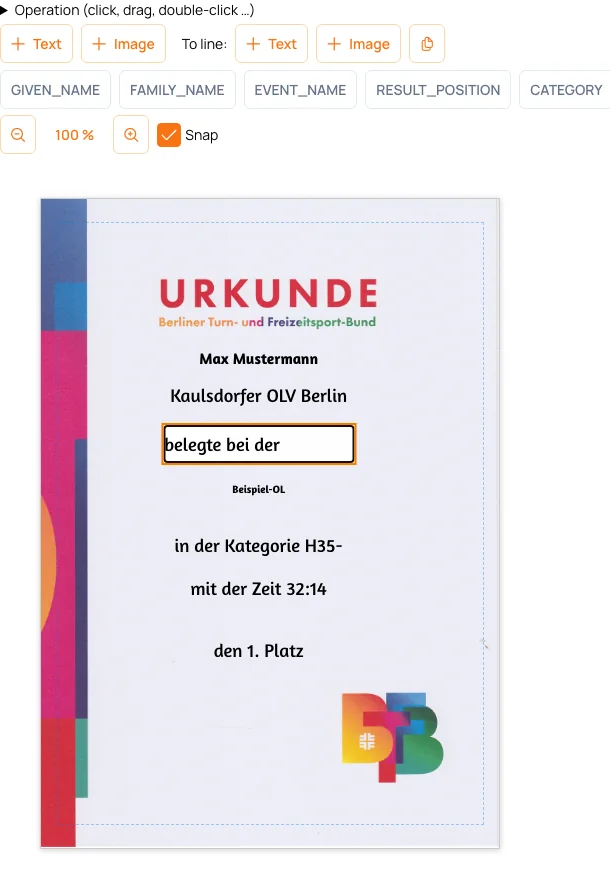 Operation (click, drag, double-click ...)
+ Text + Image To line: + Text + Image
GIVEN_NAME FAMILY_NAME EVENT_NAME RESULT_POSITION CATEGORY
100 % Snap
URKUNDE
Berliner Turn- und Freizeitsport-Bund
Max Mustermann
Kaulsdorfer OLV Berlin
belegte bei der
Beispiel-OL
in der Kategorie H35-
mit der Zeit 32:14
den 1. Platz
BTFB